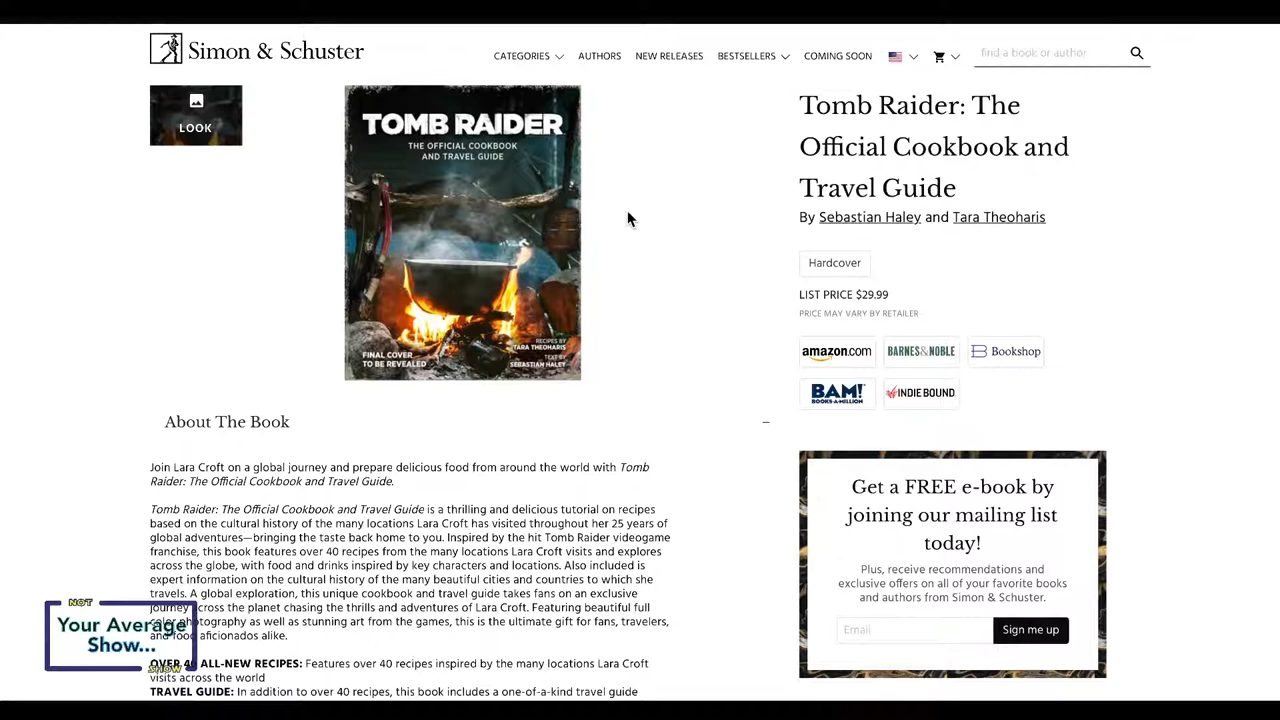 Simon & Schuster
CATEGORIES
AUTHORS
NEW RELEASES
BESTSELLERS
COMING SOON
find a book or author
LOOK
TOMB RAIDER
THE OFFICIAL COOKBOOK
AND TRAVEL GUIDE
FINAL COVER
TO BE REVEALED
RECIPES BY
TARA THEOHARIS
TEXT BY
SEBASTIAN HALEY
Tomb Raider: The
Official Cookbook and
Travel Guide
By Sebastian Haley and Tara Theoharis
Hardcover
LIST PRICE $29.99
PRICE MAY VARY BY RETAILER
amazon.com
BARNES&NOBLE
Bookshop
BAM!
BOOKS-A-MILLION
INDIE BOUND
About The Book
Join Lara Croft on a global journey and prepare delicious food from around the world with Tomb
Raider: The Official Cookbook and Travel Guide.
Tomb Raider: The Official Cookbook and Travel Guide is a thrilling and delicious tutorial on recipes
based on the cultural history of the many locations Lara Croft has visited throughout her 25 years of
global adventures—bringing the taste back home to you. Inspired by the hit Tomb Raider videogame
franchise, this book features over 40 recipes from the many locations Lara Croft visits and explores
across the globe, with food and drinks inspired by key characters and locations. Also included is
expert information on the cultural history of the many beautiful cities and countries to which she
travels. A global exploration, this unique cookbook and travel guide takes fans on an exclusive
journey across the planet chasing the thrills and adventures of Lara Croft. Featuring beautiful full
color photography as well as stunning art from the games, this is the ultimate gift for fans, travelers,
and food aficionados alike.
OVER 40 ALL-NEW RECIPES: Features over 40 recipes inspired by the many locations Lara Croft
visits across the world
TRAVEL GUIDE: In addition to over 40 recipes, this book includes a one-of-a-kind travel guide
Get a FREE e-book by
joining our mailing list
today!
Plus, receive recommendations and
exclusive offers on all of your favorite books
and authors from Simon & Schuster.
Email
Sign me up
NOT
Your Average
Show...
SHOW